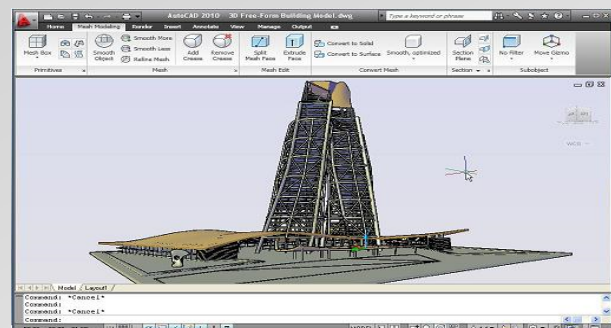 AutoCAD 2010 3D Free-Form Building Model.dwg
Type a keyword or phrase
Home Mesh Modeling Render Insert Annotate View Manage Output
Mesh Box
Smooth Object
Smooth More
Smooth Less
Refine Mesh
Add Crease
Remove Crease
Split Mesh Face
Extrude Face
Convert to Solid
Convert to Surface
Smooth, optimized
Section Plane
No Filter
Move Gizmo
Primitives
Mesh
Mesh Edit
Convert Mesh
Section
Subobject
WCS
Model Layout1
Command: *Cancel*
Command:
Command: *Cancel*
Command:
MODEL